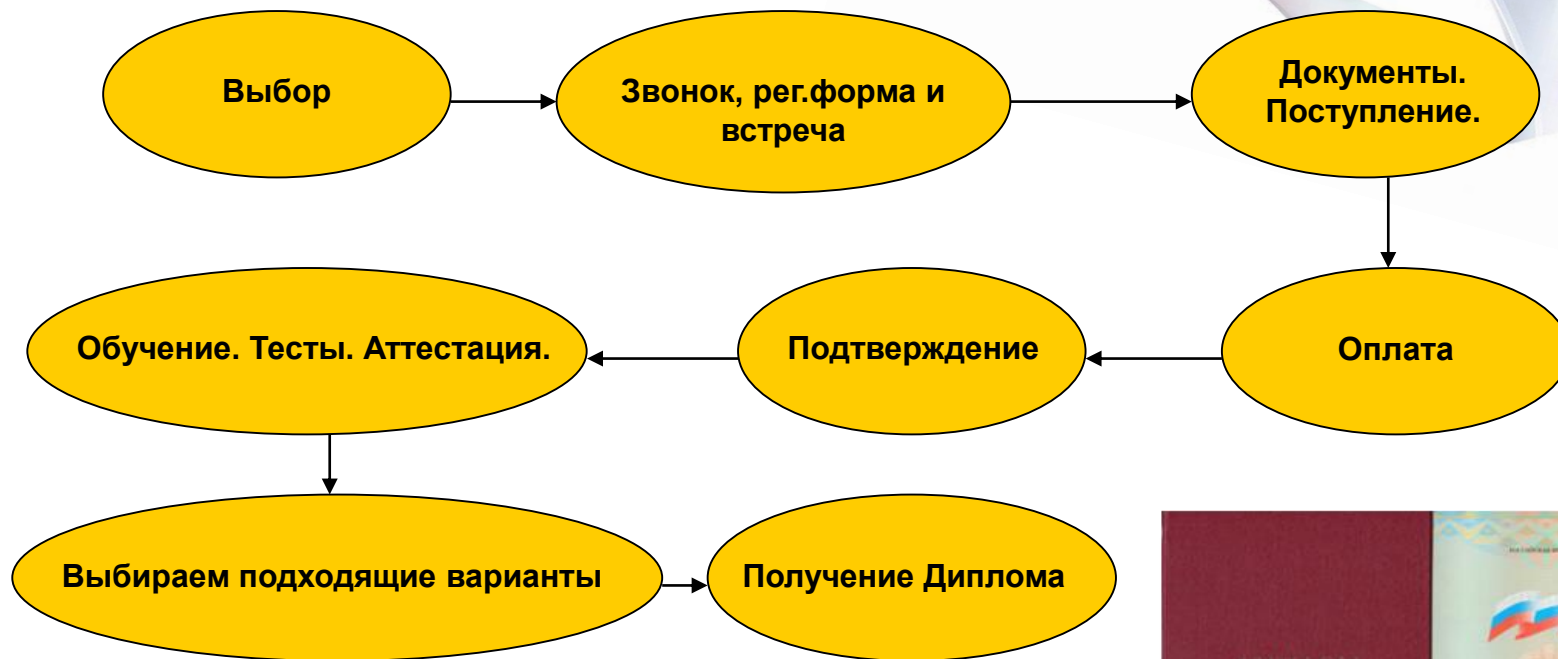 Выбор
Звонок, рег.форма и
встреча
Документы.
Поступление.
Оплата
Подтверждение
Обучение. Тесты. Аттестация.
Выбираем подходящие варианты
Получение Диплома